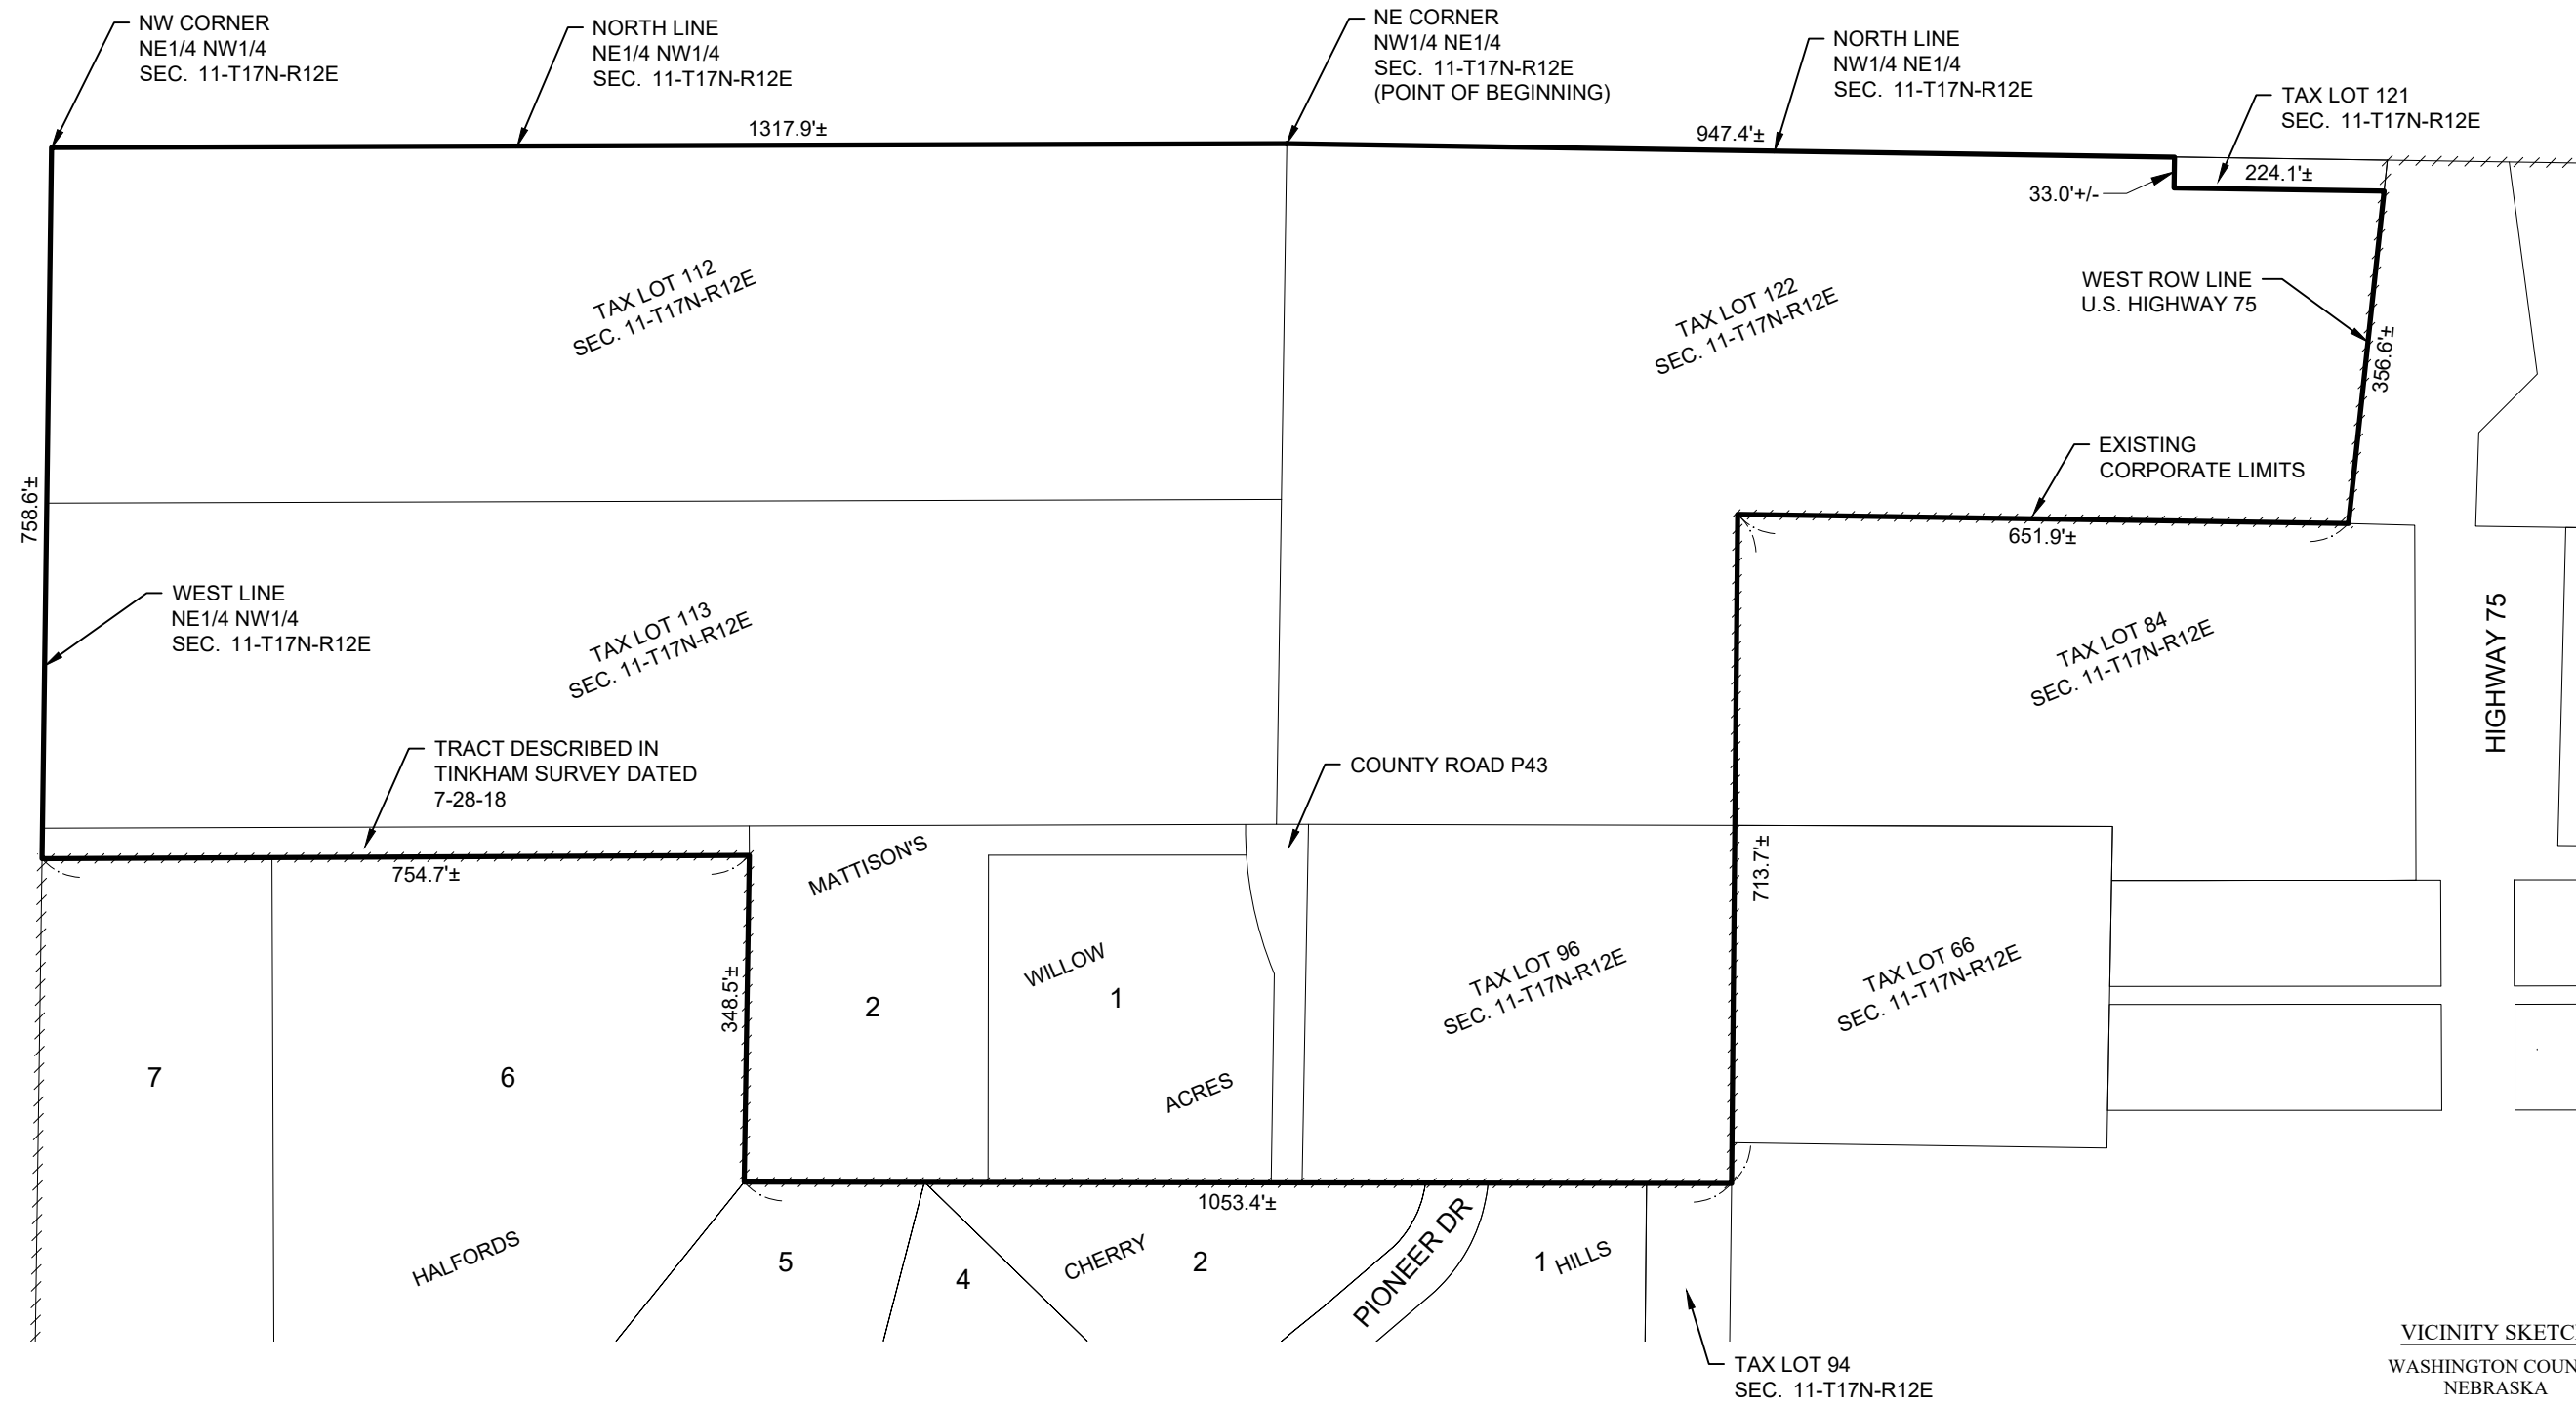 NW CORNER
NE1/4 NW1/4
SEC. 11-T17N-R12E
NORTH LINE
NE1/4 NW1/4
SEC. 11-T17N-R12E
NE CORNER
NW1/4 NE1/4
SEC. 11-T17N-R12E
(POINT OF BEGINNING)
NORTH LINE
NW1/4 NE1/4
SEC. 11-T17N-R12E
TAX LOT 121
SEC. 11-T17N-R12E
1317.9'±
947.4'±
224.1'±
33.0'+/-
TAX LOT 112
SEC. 11-T17N-R12E
TAX LOT 122
SEC. 11-T17N-R12E
WEST ROW LINE
U.S. HIGHWAY 75
356.6'±
EXISTING
CORPORATE LIMITS
651.9'±
758.6'±
WEST LINE
NE1/4 NW1/4
SEC. 11-T17N-R12E
TAX LOT 113
SEC. 11-T17N-R12E
TAX LOT 84
SEC. 11-T17N-R12E
HIGHWAY 75
TRACT DESCRIBED IN
TINKHAM SURVEY DATED
7-28-18
COUNTY ROAD P43
754.7'±
MATTISON'S
713.7'±
348.5'±
WILLOW
1
2
ACRES
TAX LOT 96
SEC. 11-T17N-R12E
TAX LOT 66
SEC. 11-T17N-R12E
7
6
1053.4'±
HALFORDS
5
4
CHERRY
2
PIONEER DR
1
HILLS
TAX LOT 94
SEC. 11-T17N-R12E
VICINITY SKETC
WASHINGTON COUN
NEBRASKA